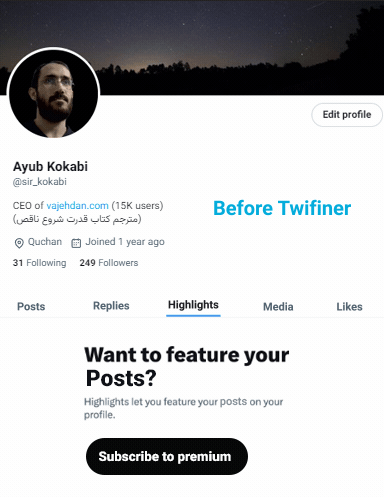 Edit profile
Ayub Kokabi
@sir_kokabi
CEO of vajehdan.com (15K users)
(مترجم کتاب قدرت شروع ناقص)
Before Twifiner
Quchan Joined 1 year ago
31 Following 249 Followers
Posts Replies Highlights Media Likes
Want to feature your
Posts?
Highlights let you feature your posts on your
profile.
Subscribe to premium